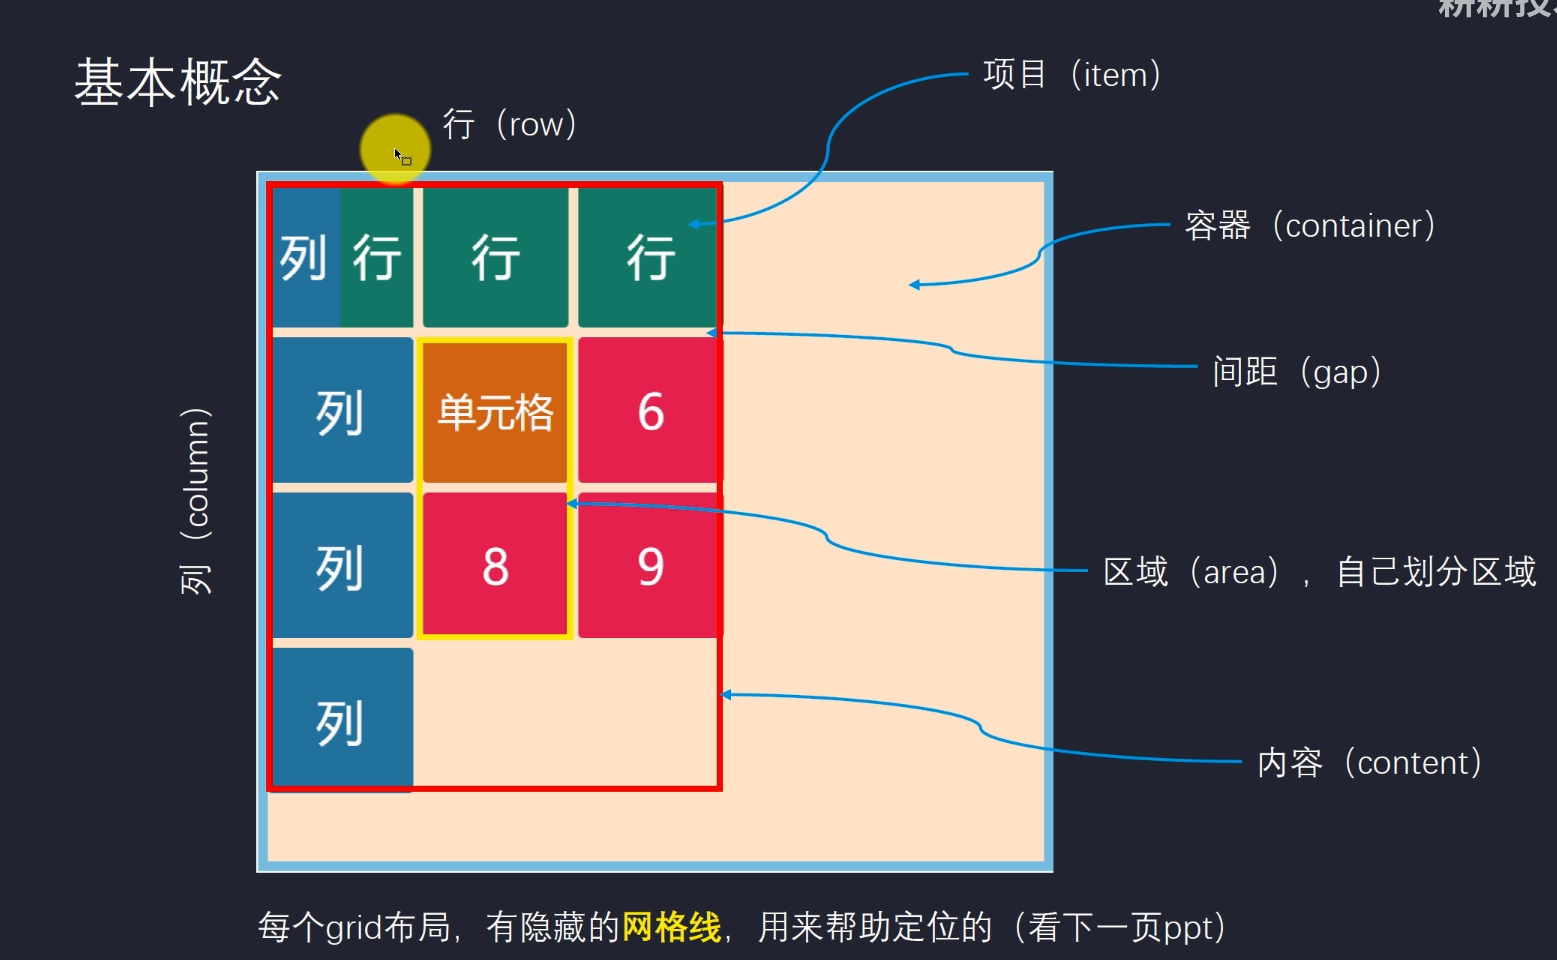 耕耕技
基本概念
项目（item）
行（row）
容器（container）
列 行 行 行
间距（gap）
列（column）
列 单元格 6
列 8 9
区域（area），自己划分区域
列
内容（content）
每个grid布局，有隐藏的网格线，用来帮助定位的（看下一页ppt）